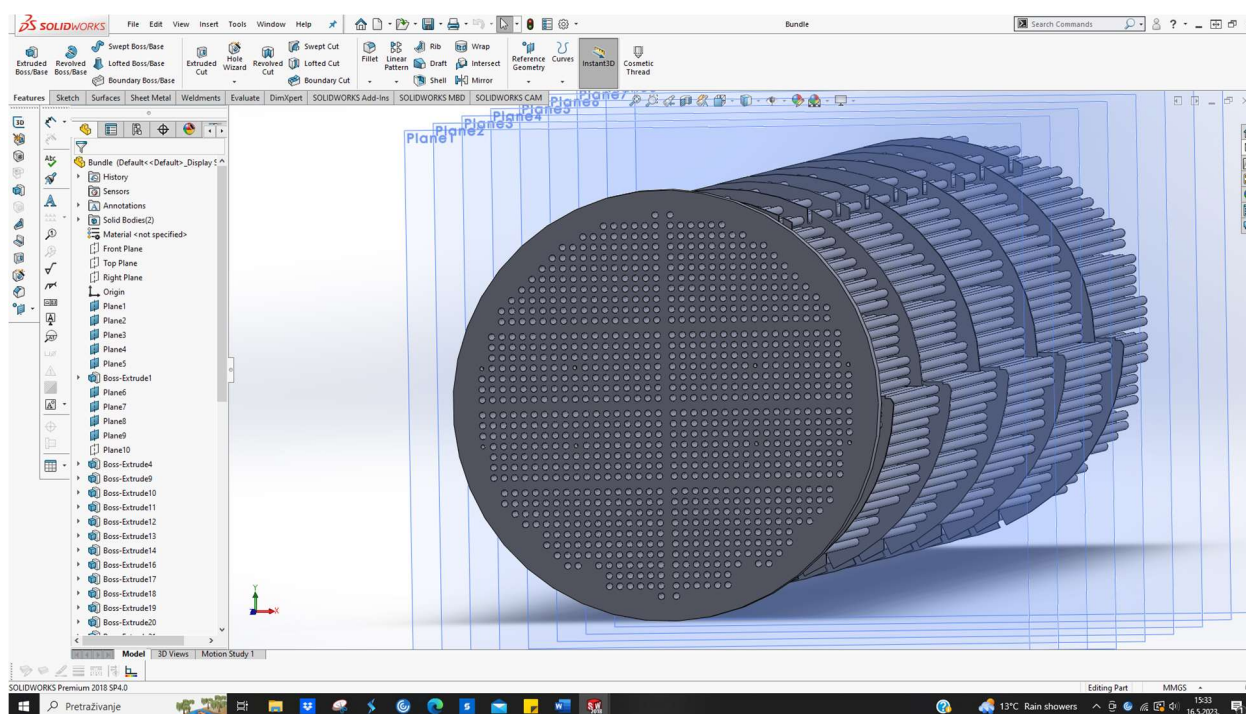 SOLIDWORKS File Edit View Insert Tools Window Help Bundle Search Commands
Extruded Boss/Base
Revolved Boss/Base
Swept Boss/Base
Lofted Boss/Base
Boundary Boss/Base
Extruded Cut
Hole Wizard
Revolved Cut
Swept Cut
Lofted Cut
Boundary Cut
Fillet
Linear Pattern
Rib
Draft
Shell
Wrap
Intersect
Mirror
Reference Geometry
Curves
Instant3D
Cosmetic Thread
Features Sketch Surfaces Sheet Metal Weldments Evaluate DimXpert SOLIDWORKS Add-Ins SOLIDWORKS MBD SOLIDWORKS CAM
Plane1
Plane2
Plane3
Bundle (Default<<Default>_Display S
History
Sensors
Annotations
Solid Bodies(2)
Material <not specified>
Front Plane
Top Plane
Right Plane
Origin
Plane1
Plane2
Plane3
Plane4
Plane5
Boss-Extrude1
Plane6
Plane7
Plane8
Plane9
Plane10
Boss-Extrude4
Boss-Extrude9
Boss-Extrude10
Boss-Extrude11
Boss-Extrude12
Boss-Extrude13
Boss-Extrude14
Boss-Extrude16
Boss-Extrude17
Boss-Extrude18
Boss-Extrude19
Boss-Extrude20
Y
X
Model 3D Views Motion Study 1
SOLIDWORKS Premium 2018 SP4.0 Editing Part MMGS
Pretraživanje 13°C Rain showers 15:33
16.5.2023.